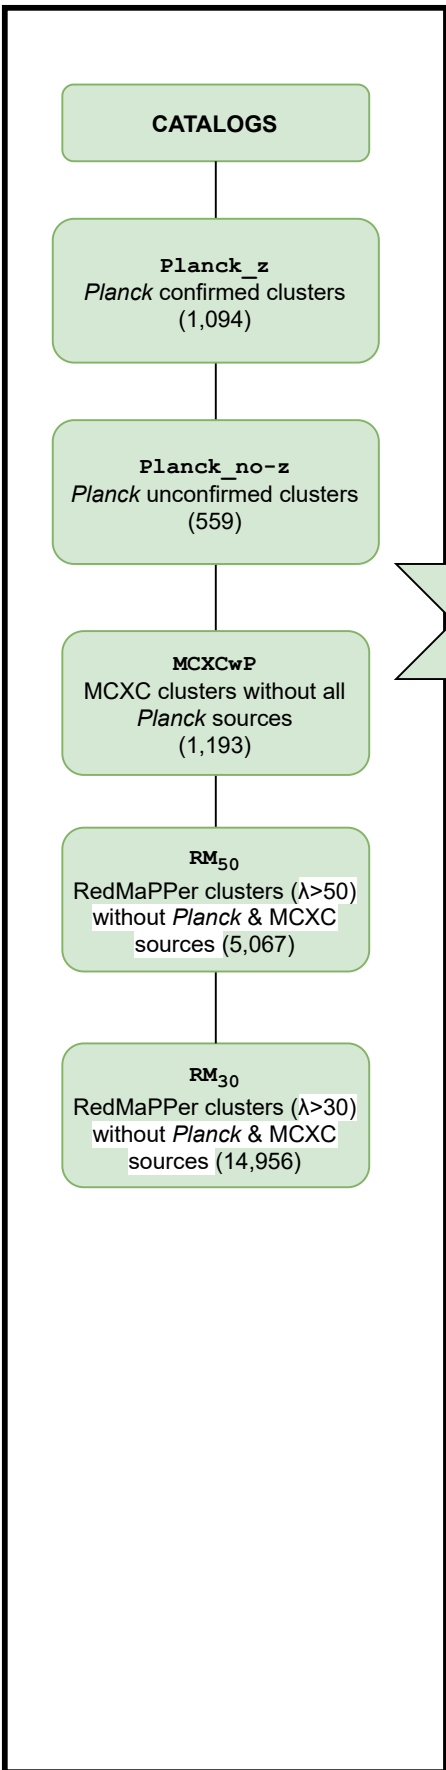 CATALOGS
Planck_z
Planck confirmed clusters
(1,094)
Planck_no-z
Planck unconfirmed clusters
(559)
MCXCwP
MCXC clusters without all
Planck sources
(1,193)
RM50
RedMaPPer clusters (λ>50)
without Planck & MCXC
sources (5,067)
RM30
RedMaPPer clusters (λ>30)
without Planck & MCXC
sources (14,956)